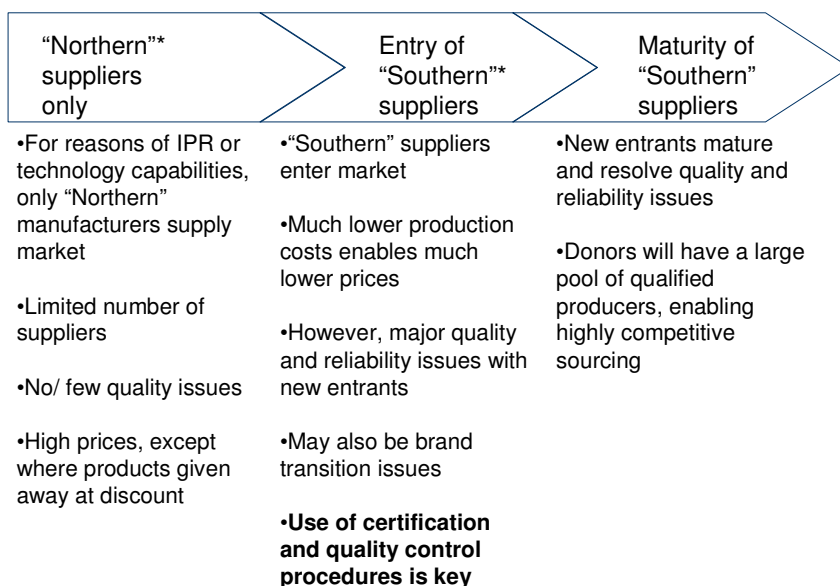 “Northern”*
suppliers
only
Entry of
“Southern”*
suppliers
Maturity of
“Southern”
suppliers
•For reasons of IPR or
technology capabilities,
only “Northern”
manufacturers supply
market
•Limited number of
suppliers
•No/ few quality issues
•High prices, except
where products given
away at discount
•“Southern” suppliers
enter market
•Much lower production
costs enables much
lower prices
•However, major quality
and reliability issues with
new entrants
•May also be brand
transition issues
•Use of certification
and quality control
procedures is key
•New entrants mature
and resolve quality and
reliability issues
•Donors will have a large
pool of qualified
producers, enabling
highly competitive
sourcing